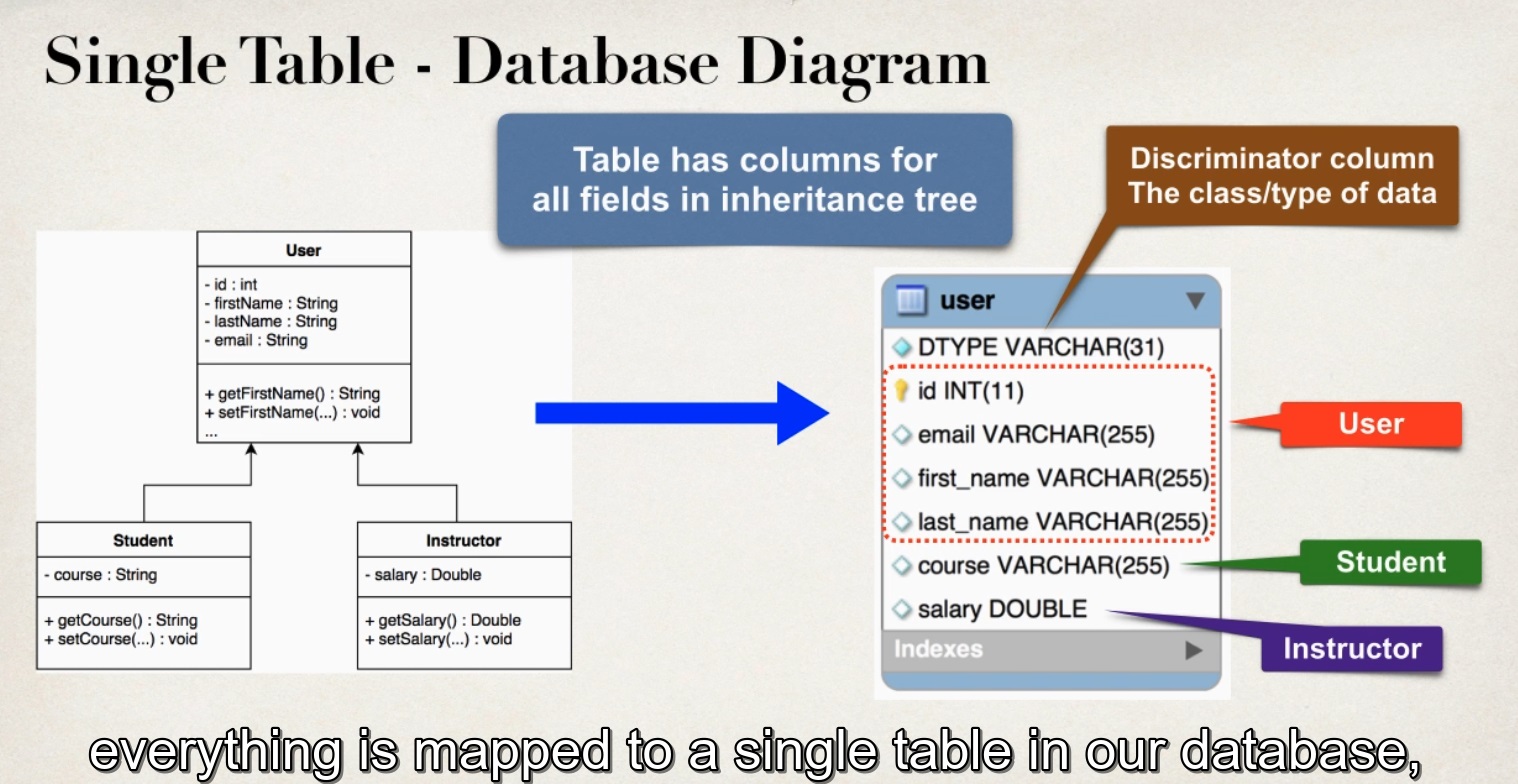 Single Table - Database Diagram
Table has columns for
all fields in inheritance tree
Discriminator column
The class/type of data
User
- id : int
- firstName : String
- lastName : String
- email : String
+ getFirstName() : String
+ setFirstName(...) : void
...
Student
- course : String
+ getCourse() : String
+ setCourse(...) : void
Instructor
- salary : Double
+ getSalary() : Double
+ setSalary(...) : void
user
DTYPE VARCHAR(31)
id INT(11)
email VARCHAR(255)
first_name VARCHAR(255)
last_name VARCHAR(255)
course VARCHAR(255)
salary DOUBLE
Indexes
User
Student
Instructor
everything is mapped to a single table in our database,